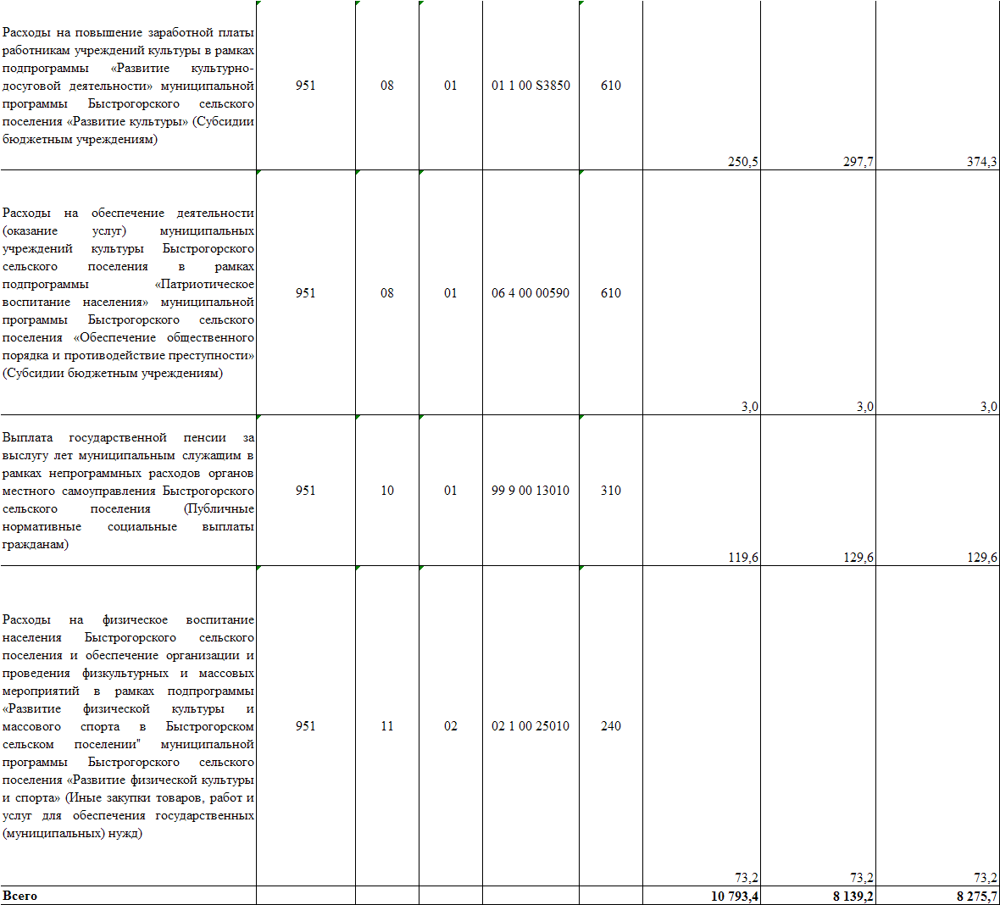 Расходы на повышение заработной платы
работникам учреждений культуры в рамках
подпрограммы «Развитие культурно-
досуговой деятельности» муниципальной
программы Быстрогорского сельского
поселения «Развитие культуры» (Субсидии
бюджетным учреждениям)
951 08 01 01 1 00 S3850 610
250,5 297,7 374,3
Расходы на обеспечение деятельности
(оказание услуг) муниципальных
учреждений культуры Быстрогорского
сельского поселения в рамках
подпрограммы «Патриотическое
воспитание населения» муниципальной
программы Быстрогорского сельского
поселения «Обеспечение общественного
порядка и противодействие преступности»
(Субсидии бюджетным учреждениям)
951 08 01 06 4 00 00590 610
3,0 3,0 3,0
Выплата государственной пенсии за
выслугу лет муниципальным служащим в
рамках непрограммных расходов органов
местного самоуправления Быстрогорского
сельского поселения (Публичные
нормативные социальные выплаты
гражданам)
951 10 01 99 9 00 13010 310
119,6 129,6 129,6
Расходы на физическое воспитание
населения Быстрогорского сельского
поселения и обеспечение организации и
проведения физкультурных и массовых
мероприятий в рамках подпрограммы
«Развитие физической культуры и
массового спорта в Быстрогорском
сельском поселении" муниципальной
программы Быстрогорского сельского
поселения «Развитие физической культуры
и спорта» (Иные закупки товаров, работ и
услуг для обеспечения государственных
(муниципальных) нужд)
951 11 02 02 1 00 25010 240
73,2 73,2 73,2
Всего 10 793,4 8 139,2 8 275,7